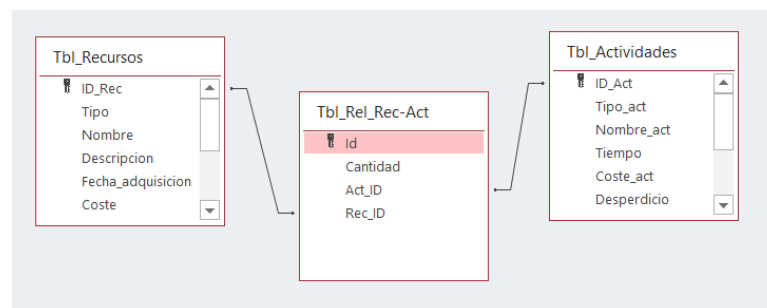 Tbl_Recursos
ID_Rec
Tipo
Nombre
Descripcion
Fecha_adquisicion
Coste
Tbl_Rel_Rec-Act
Id
Cantidad
Act_ID
Rec_ID
Tbl_Actividades
ID_Act
Tipo_act
Nombre_act
Tiempo
Coste_act
Desperdicio